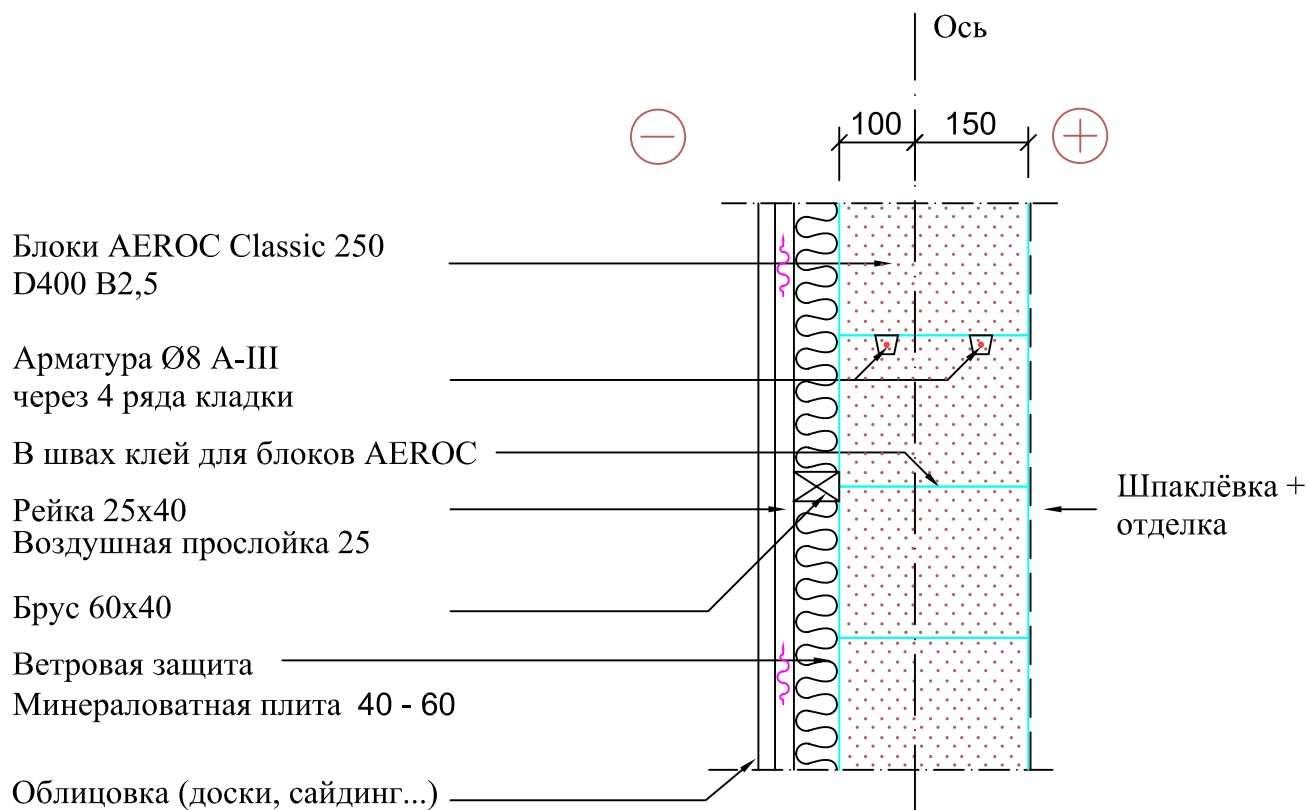 Ось
100
150
Блоки AEROC Classic 250
D400 B2,5
Арматура Ø8 А-III
через 4 ряда кладки
В швах клей для блоков AEROC
Рейка 25x40
Воздушная прослойка 25
Шпаклёвка +
отделка
Брус 60x40
Ветровая защита
Минераловатная плита 40 - 60
Облицовка (доски, сайдинг...)